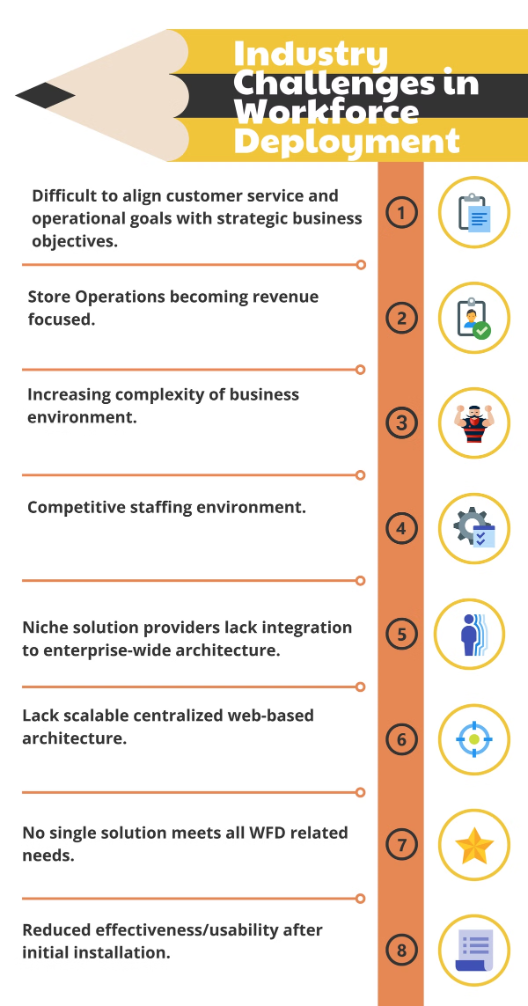 Industry
Challenges in
Workforce
Deployment
Difficult to align customer service and
operational goals with strategic business
objectives.
1
Store Operations becoming revenue
focused.
2
Increasing complexity of business
environment.
3
Competitive staffing environment.
4
Niche solution providers lack integration
to enterprise-wide architecture.
5
Lack scalable centralized web-based
architecture.
6
No single solution meets all WFD related
needs.
7
Reduced effectiveness/usability after
initial installation.
8